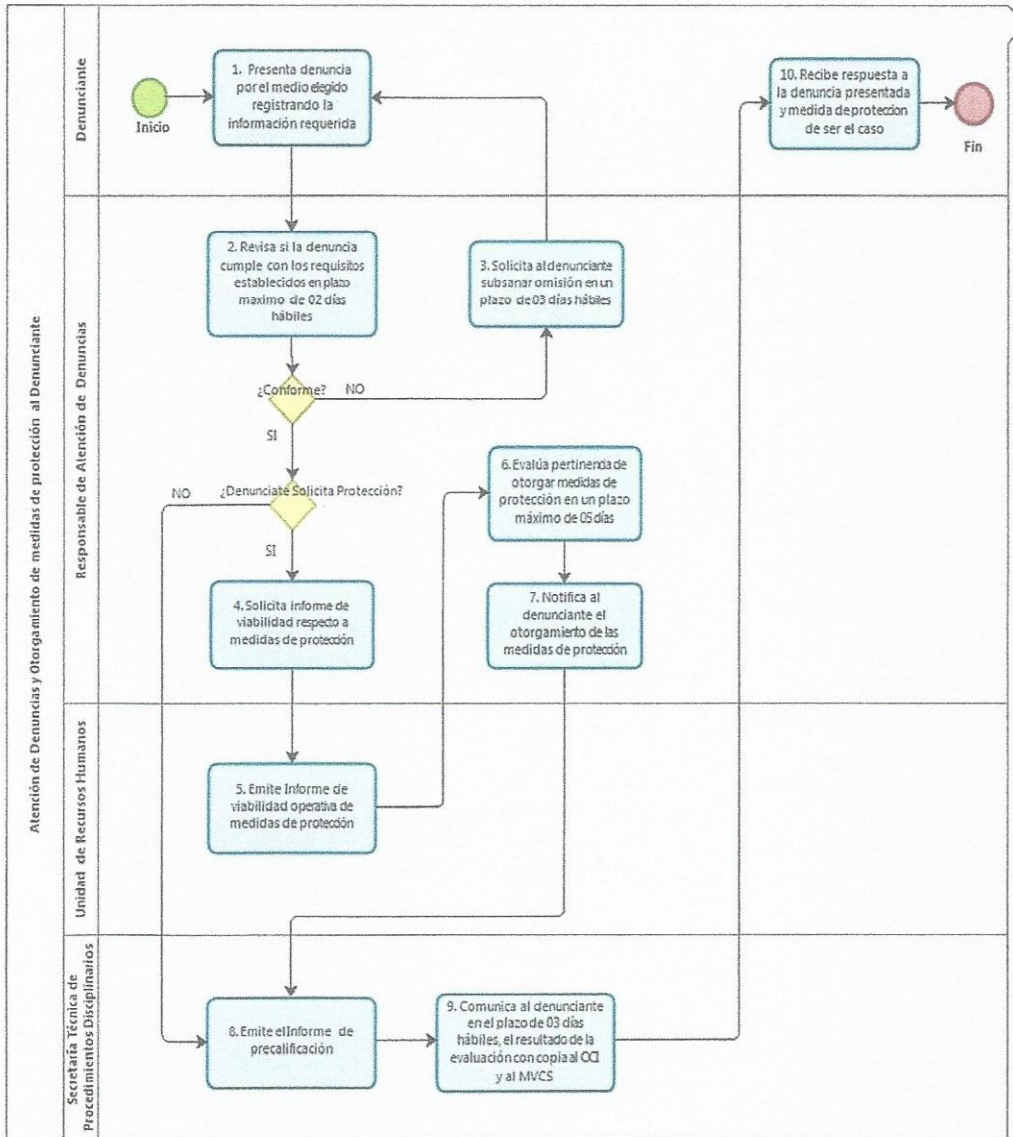 Atención de Denuncias y Otorgamiento de medidas de protección al Denunciante
Denunciante
Inicio
1. Presenta denuncia
por el medio elegido
registrando la
información requerida
10. Recibe respuesta a
la denuncia presentada
y medida de proteccion
de ser el caso
Fin
Responsable de Atención de Denuncias
2. Revisa si la denuncia
cumple con los requisitos
establecidos en plazo
maximo de 02 días
hábiles
3. Solicita al denunciante
subsanar omisión en un
plazo de 03 días hábiles
¿Conforme?
NO
SI
¿Denunciate Solicita Protección?
NO
SI
4. Solicita informe de
viabilidad respecto a
medidas de protección
6. Evalúa pertinencia de
otorgar medidas de
protección en un plazo
máximo de 05 días
7. Notifica al
denunciante el
otorgamiento de las
medidas de protección
Unidad de Recursos Humanos
5. Emite Informe de
viabilidad operativa de
medidas de protección
Secretaría Técnica de
Procedimientos Disciplinarios
8. Emite el Informe de
precalificación
9. Comunica al denunciante
en el plazo de 03 días
hábiles, el resultado de la
evaluación con copia al OCI
y al MVCS